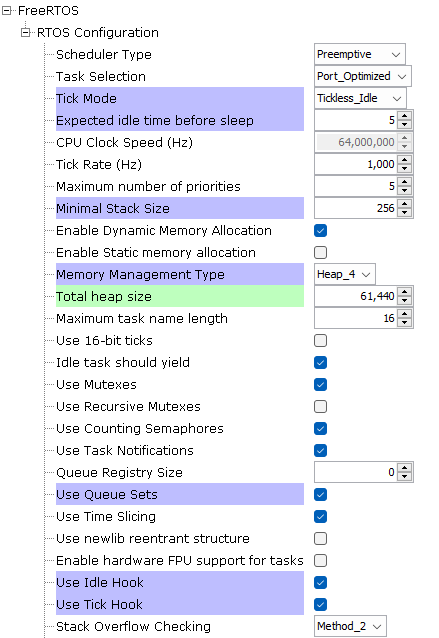 FreeRTOS
RTOS Configuration
Scheduler Type Preemptive
Task Selection Port_Optimized
Tick Mode Tickless_Idle
Expected idle time before sleep 5
CPU Clock Speed (Hz) 64,000,000
Tick Rate (Hz) 1,000
Maximum number of priorities 5
Minimal Stack Size 256
Enable Dynamic Memory Allocation
Enable Static memory allocation
Memory Management Type Heap_4
Total heap size 61,440
Maximum task name length 16
Use 16-bit ticks
Idle task should yield
Use Mutexes
Use Recursive Mutexes
Use Counting Semaphores
Use Task Notifications
Queue Registry Size 0
Use Queue Sets
Use Time Slicing
Use newlib reentrant structure
Enable hardware FPU support for tasks
Use Idle Hook
Use Tick Hook
Stack Overflow Checking Method_2